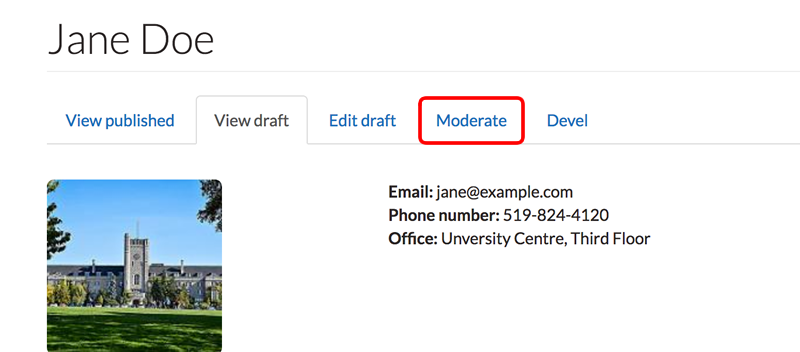 Jane Doe
View published View draft Edit draft Moderate Devel
Email: jane@example.com
Phone number: 519-824-4120
Office: Unversity Centre, Third Floor